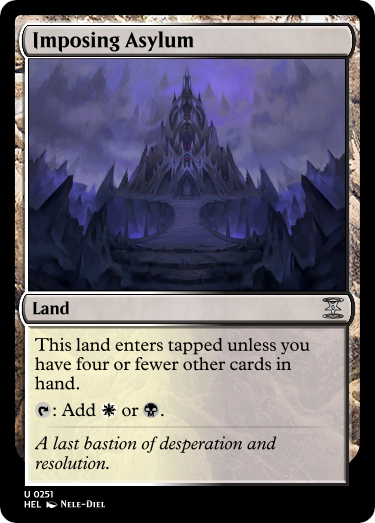 Imposing Asylum
Land
This land enters tapped unless you
have four or fewer other cards in
hand.
: Add or .
A last bastion of desperation and
resolution.
U 0251
HEL Nele-Diel